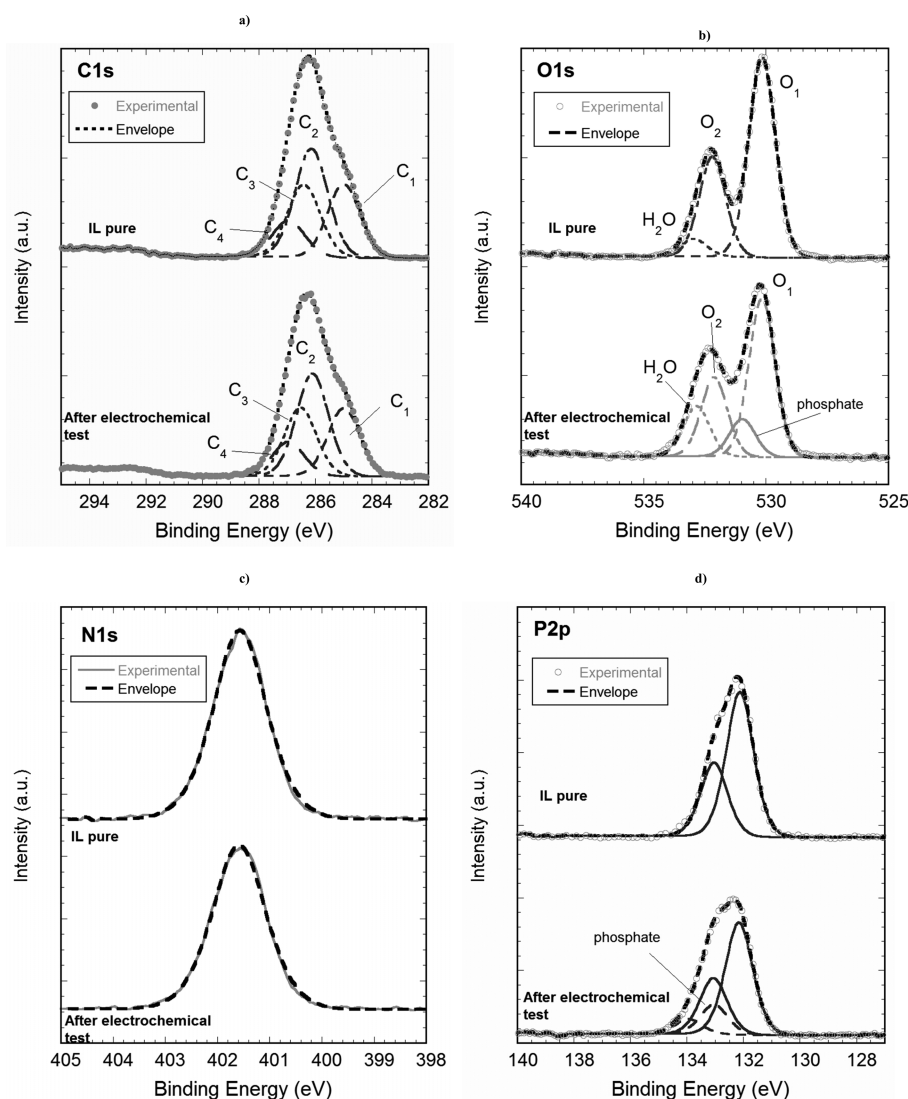 a)
C1s
Experimental
Envelope
C2
C3
C1
C4
IL pure
C2
C3
C1
C4
After electrochemical
test
Intensity (a.u.)
294 292 290 288 286 284 282
Binding Energy (eV)
b)
O1s
Experimental
Envelope
O1
O2
H2O
IL pure
O1
O2
H2O
phosphate
After electrochemical
test
Intensity (a.u.)
540 535 530 525
Binding Energy (eV)
c)
N1s
Experimental
Envelope
IL pure
After electrochemical
test
Intensity (a.u.)
405 404 403 402 401 400 399 398
Binding Energy (eV)
d)
P2p
Experimental
Envelope
IL pure
phosphate
After electrochemical
test
Intensity (a.u.)
140 138 136 134 132 130 128
Binding Energy (eV)